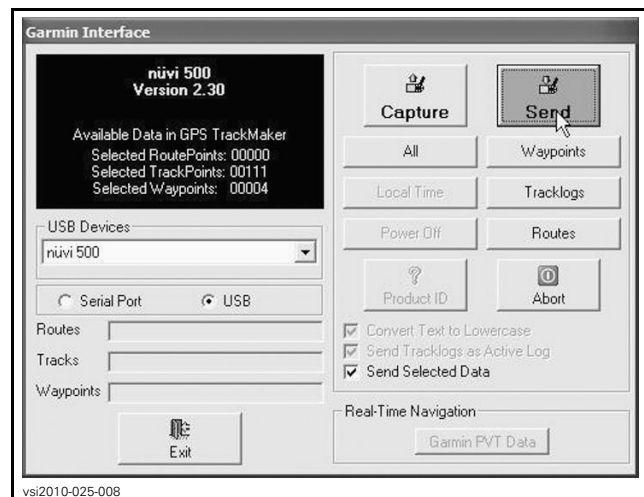 Garmin Interface
nüvi 500
Version 2.30
Available Data in GPS TrackMaker
Selected RoutePoints: 00000
Selected TrackPoints: 00111
Selected Waypoints: 00004
USB Devices
nüvi 500
Serial Port
USB
Routes
Tracks
Waypoints
Exit
Capture
Send
All
Waypoints
Local Time
Tracklogs
Power Off
Routes
Product ID
Abort
Convert Text to Lowercase
Send Tracklogs as Active Log
Send Selected Data
Real-Time Navigation
Garmin PVT Data
vsi2010-025-008